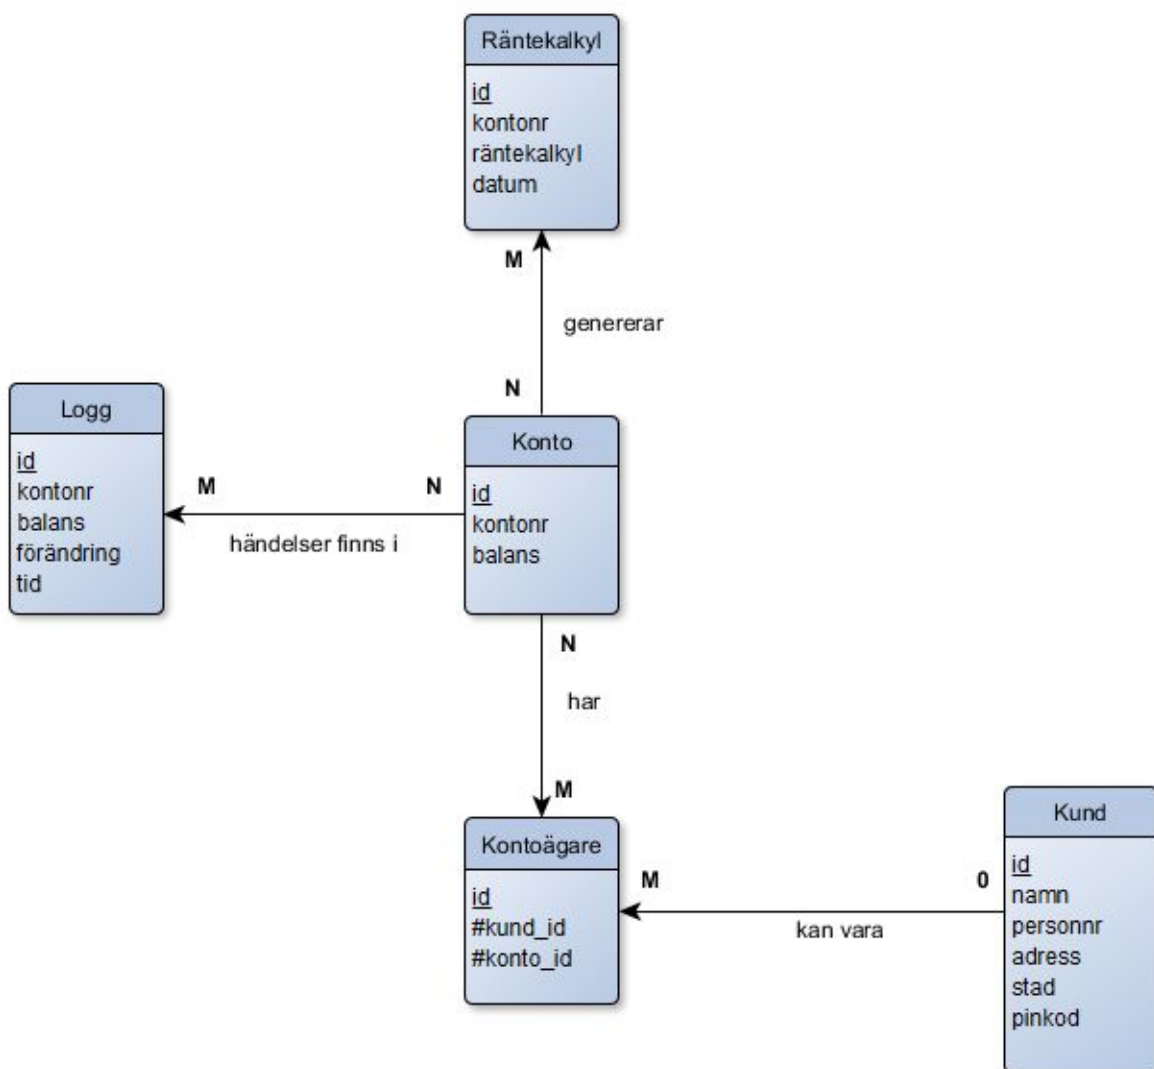 Räntekalkyl
id
kontonr
räntekalkyl
datum
M
genererar
N
Logg
id
kontonr
balans
förändring
tid
M
N
händelser finns i
Konto
id
kontonr
balans
N
har
M
Kontoägare
id
#kund_id
#konto_id
M
0
kan vara
Kund
id
namn
personnr
adress
stad
pinkod